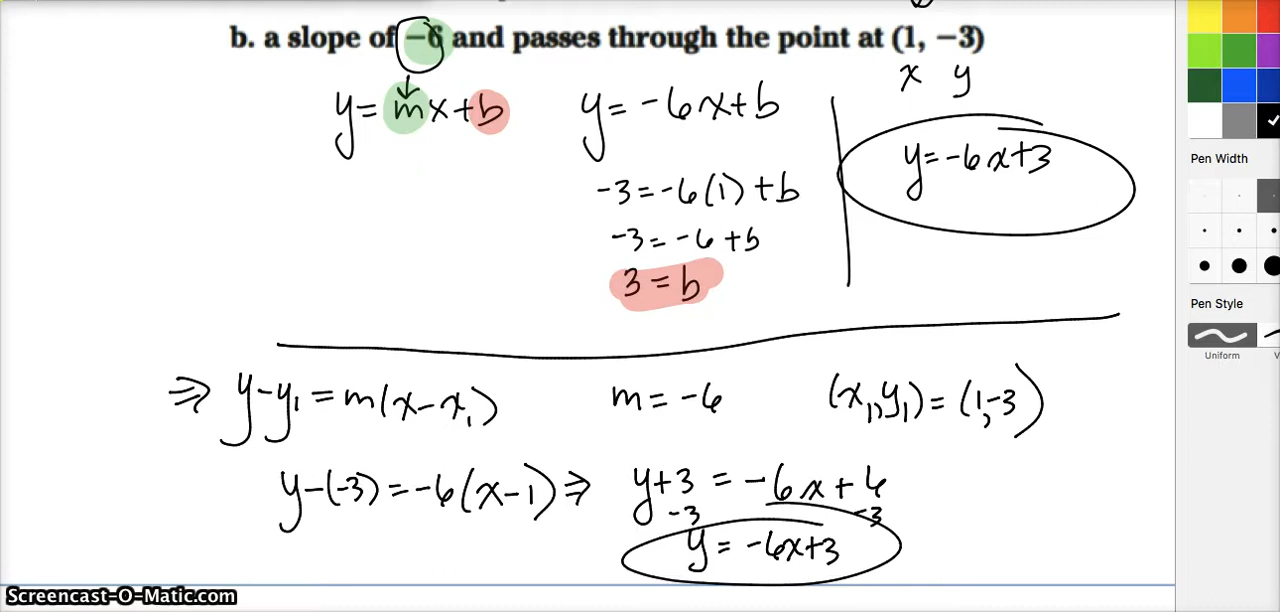 b. a slope of −6 and passes through the point at (1, −3)
x y
y = mx + b
y = -6x + b
y = -6x + 3
-3 = -6(1) + b
-3 = -6 + b
3 = b
⇒ y - y₁ = m(x - x₁)
m = -6
(x₁, y₁) = (1, -3)
y - (-3) = -6(x - 1) ⇒
y + 3 = -6x + 6
-3 -3
y = -6x + 3
Pen Width
Pen Style
Uniform
V
Screencast-O-Matic.com